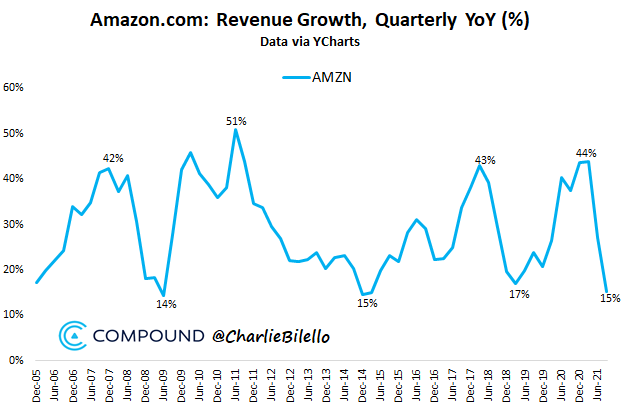 Amazon.com: Revenue Growth, Quarterly YoY (%)
Data via YCharts
AMZN
60%
50%
40%
30%
20%
10%
0%
42%
14%
51%
15%
43%
17%
44%
15%
COMPOUND @CharlieBilello
Dec-05
Jun-06
Dec-06
Jun-07
Dec-07
Jun-08
Dec-08
Jun-09
Dec-09
Jun-10
Dec-10
Jun-11
Dec-11
Jun-12
Dec-12
Jun-13
Dec-13
Jun-14
Dec-14
Jun-15
Dec-15
Jun-16
Dec-16
Jun-17
Dec-17
Jun-18
Dec-18
Jun-19
Dec-19
Jun-20
Dec-20
Jun-21